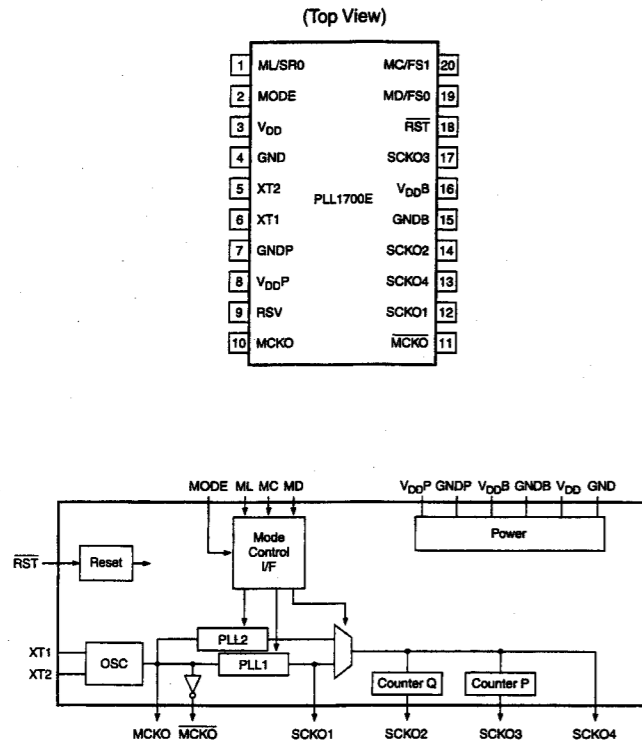 (Top View)
1 ML/SR0 MC/FS1 20
2 MODE MD/FS0 19
3 VDD RST 18
4 GND SCKO3 17
5 XT2 VDDB 16
PLL1700E
6 XT1 GNDB 15
7 GNDP SCKO2 14
8 VDDP SCKO4 13
9 RSV SCKO1 12
10 MCKO MCKO 11
MODE ML MC MD VDDP GNDP VDDB GNDB VDD GND
Mode
Control
I/F
Power
RST Reset
PLL2
XT1
XT2
OSC
PLL1
Counter Q Counter P
MCKO MCKO SCKO1 SCKO2 SCKO3 SCKO4